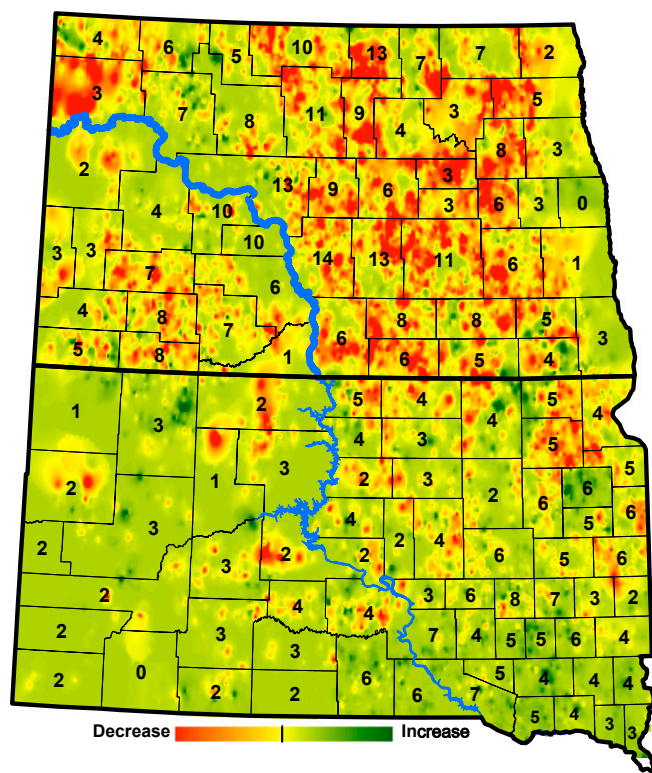 4 6 5 10 13 7 7 2
3 7 8 11 9 4 3 5
8 3
2 4 13 9 6 3 6 3 0
10 3
10
3 3 7 6 14 13 11 6 1
4 8 7 6 8 8 5 3
5 8 1 6 5 4
1 3 2 5 4 4 5 4
4 3 5
2 1 3 2 3 2 6 6 5
4 5 6
2 3 3 2 2 2 4 6 5 6
2 4 4 3 6 8 7 3 2
2 3 7 4 5 5 6 4
2 0 3 6 5 4 4 4
2 2 6 7
5 4 3 3
Decrease Increase